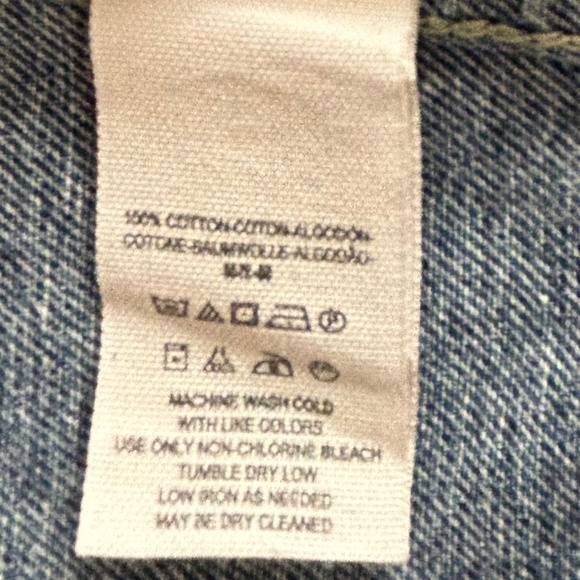 100% COTTON-COTON-ALGODÓN-
COTONE-BAUMWOLLE-ALGODÃO-
MACHINE WASH COLD
WITH LIKE COLORS
USE ONLY NON-CHLORINE BLEACH
TUMBLE DRY LOW
LOW IRON AS NEEDED
MAY BE DRY CLEANED